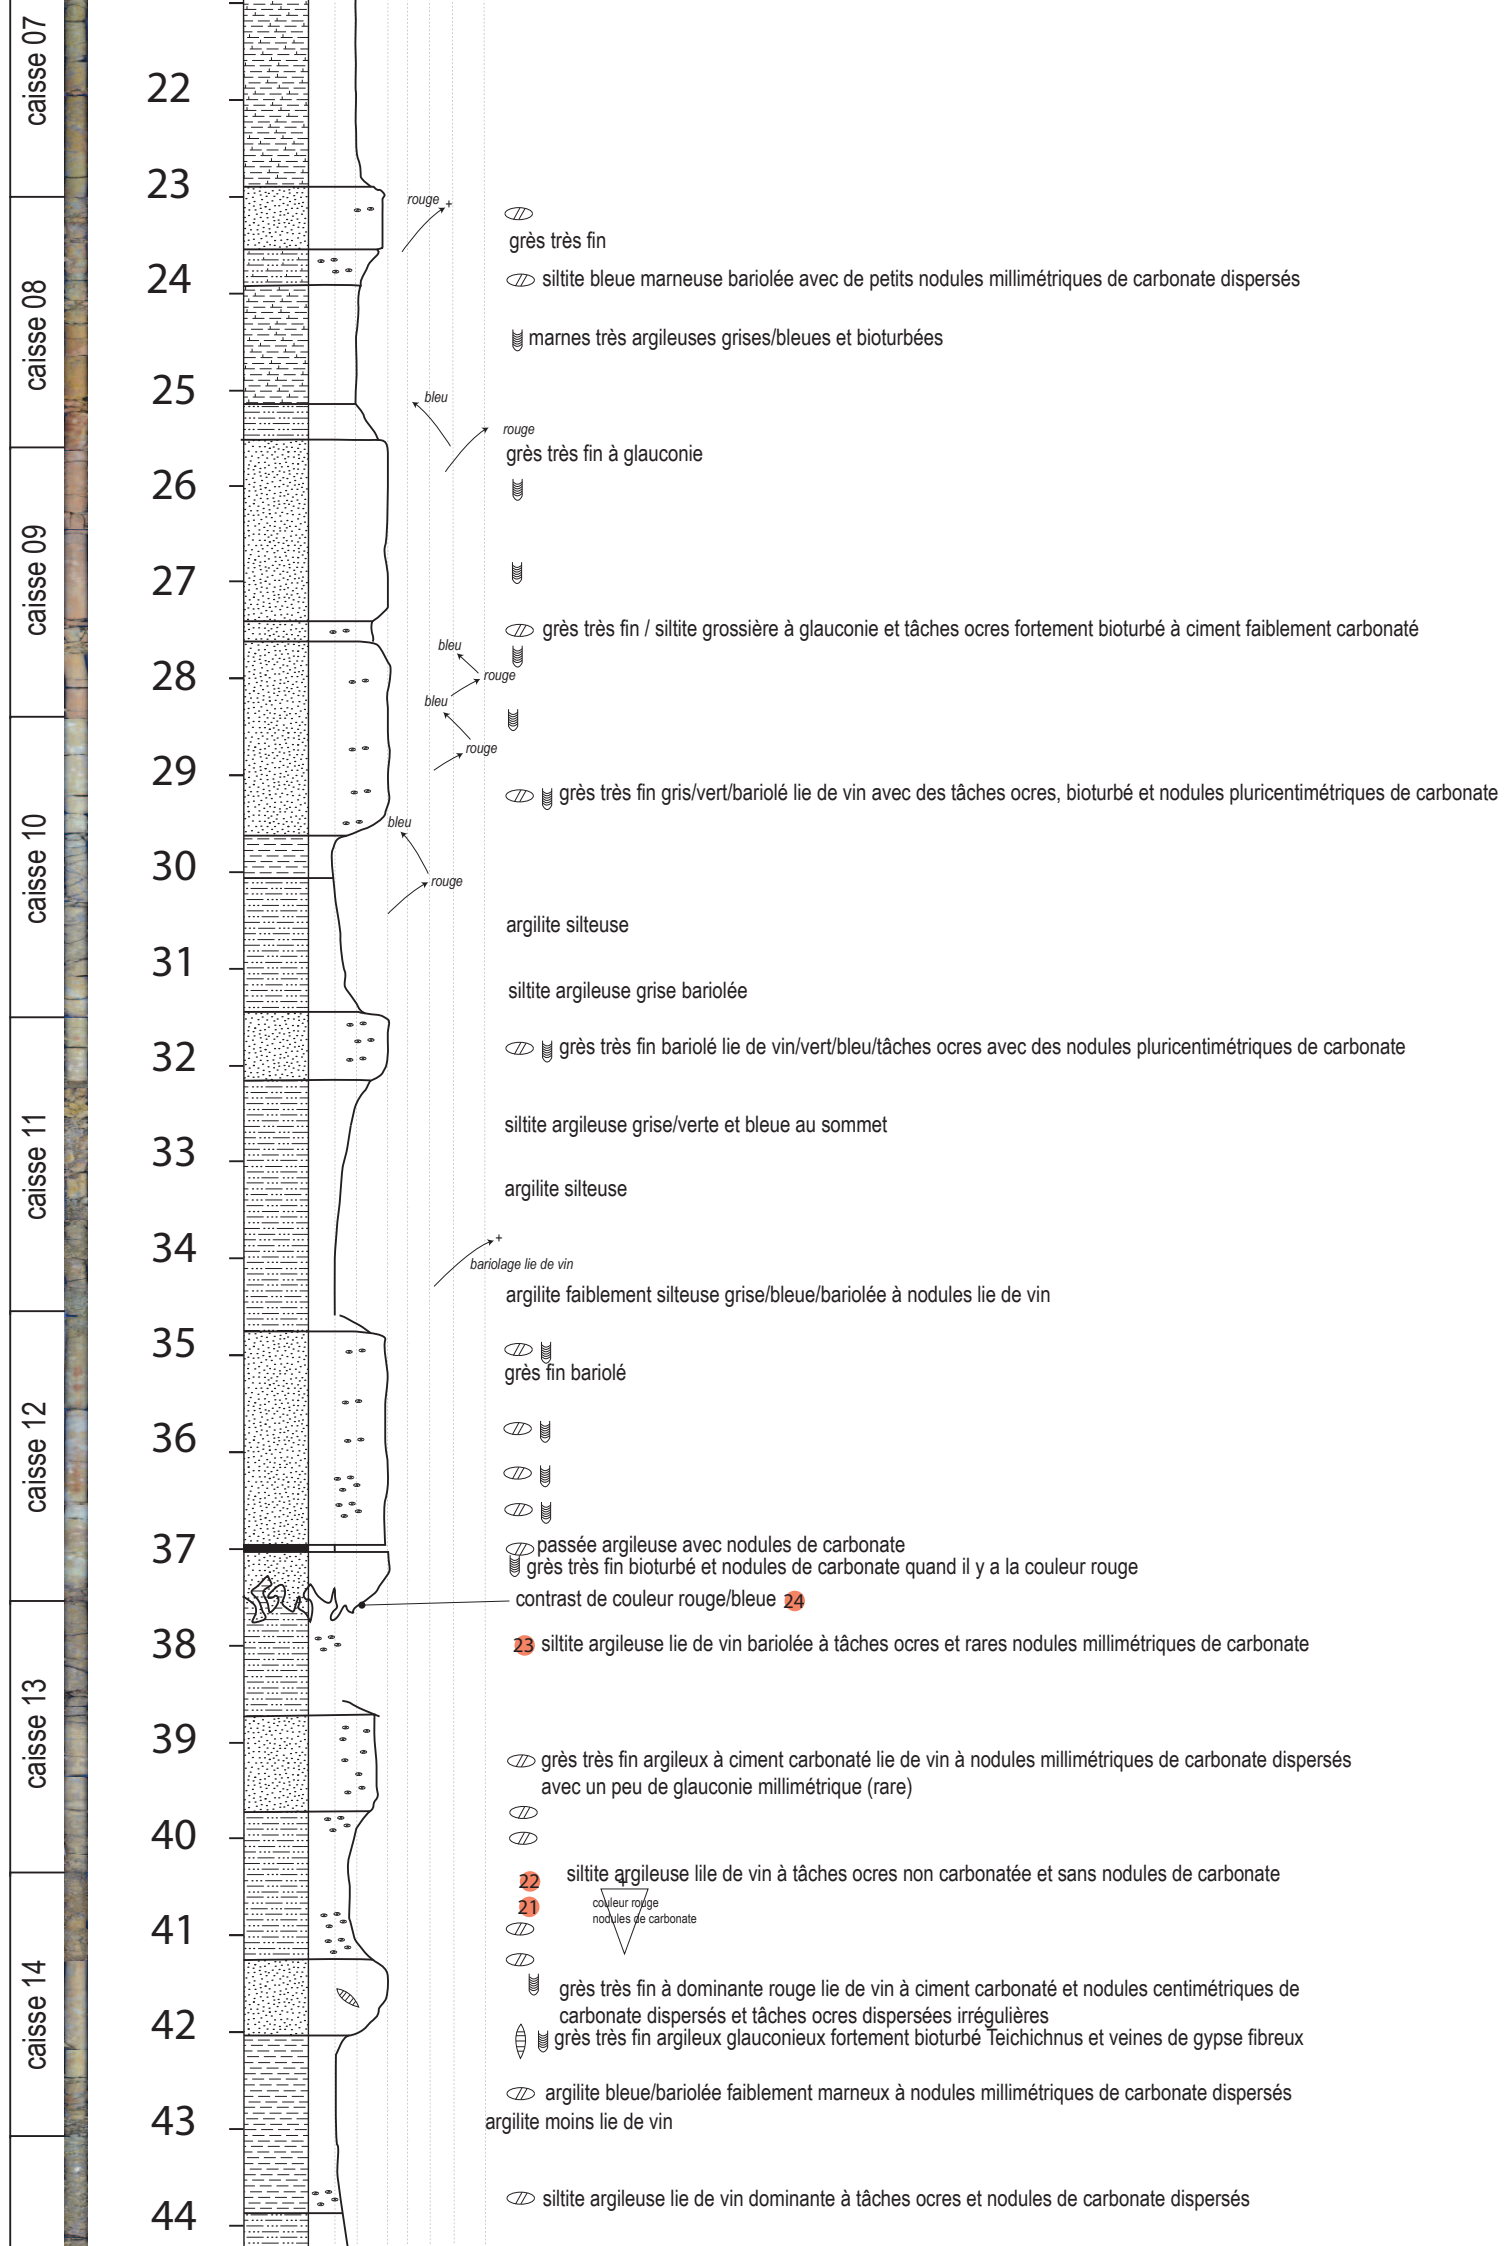 caisse 07
22
23
rouge +
grès très fin
caisse 08
24
siltite bleue marneuse bariolée avec de petits nodules millimétriques de carbonate dispersés
marnes très argileuses grises/bleues et bioturbées
25
bleu
rouge
grès très fin à glauconie
26
caisse 09
27
grès très fin / siltite grossière à glauconie et tâches ocres fortement bioturbé à ciment faiblement carbonaté
bleu
28
rouge
bleu
rouge
29
grès très fin gris/vert/bariolé lie de vin avec des tâches ocres, bioturbé et nodules pluricentimétriques de carbonate
bleu
caisse 10
30
rouge
argilite silteuse
31
siltite argileuse grise bariolée
32
grès très fin bariolé lie de vin/vert/bleu/tâches ocres avec des nodules pluricentimétriques de carbonate
caisse 11
siltite argileuse grise/verte et bleue au sommet
33
argilite silteuse
34
+
bariolage lie de vin
argilite faiblement silteuse grise/bleue/bariolée à nodules lie de vin
35
grès fin bariolé
caisse 12
36
37
passée argileuse avec nodules de carbonate
grès très fin bioturbé et nodules de carbonate quand il y a la couleur rouge
contrast de couleur rouge/bleue 24
38
23 siltite argileuse lie de vin bariolée à tâches ocres et rares nodules millimétriques de carbonate
caisse 13
39
grès très fin argileux à ciment carbonaté lie de vin à nodules millimétriques de carbonate dispersés
avec un peu de glauconie millimétrique (rare)
40
siltite argileuse lile de vin à tâches ocres non carbonatée et sans nodules de carbonate
22
+
21
couleur rouge
nodules de carbonate
41
caisse 14
grès très fin à dominante rouge lie de vin à ciment carbonaté et nodules centimétriques de
carbonate dispersés et tâches ocres dispersées irrégulières
42
grès très fin argileux glauconieux fortement bioturbé Teichichnus et veines de gypse fibreux
argilite bleue/bariolée faiblement marneux à nodules millimétriques de carbonate dispersés
43
argilite moins lie de vin
siltite argileuse lie de vin dominante à tâches ocres et nodules de carbonate dispersés
44